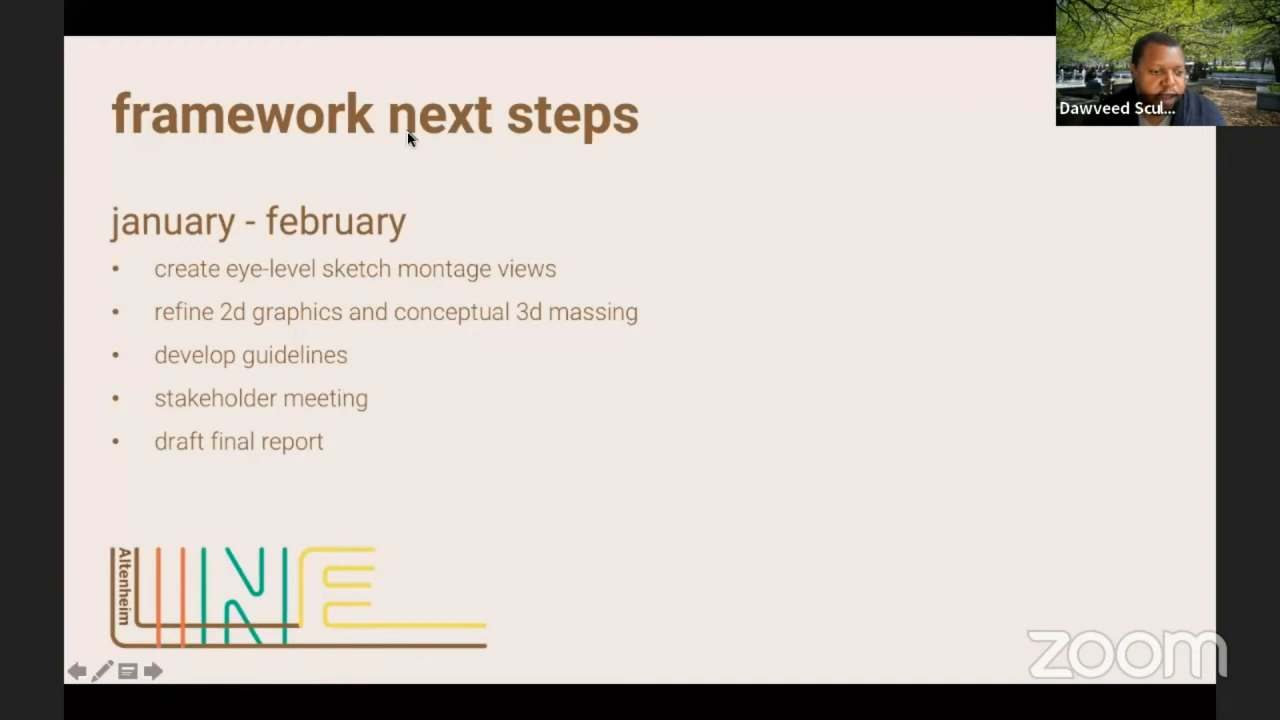 framework next steps
Dawveed Scul...
january - february
• create eye-level sketch montage views
• refine 2d graphics and conceptual 3d massing
• develop guidelines
• stakeholder meeting
• draft final report
Altenheim
LINE
zoom